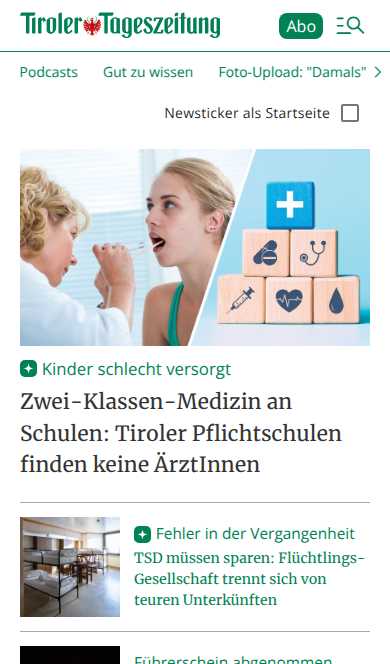 Tiroler Tageszeitung
Abo
Podcasts Gut zu wissen Foto-Upload: "Damals"
Newsticker als Startseite
Kinder schlecht versorgt
Zwei-Klassen-Medizin an
Schulen: Tiroler Pflichtschulen
finden keine ÄrztInnen
Fehler in der Vergangenheit
TSD müssen sparen: Flüchtlings-
Gesellschaft trennt sich von
teuren Unterkünften
Führerschein abgenommen